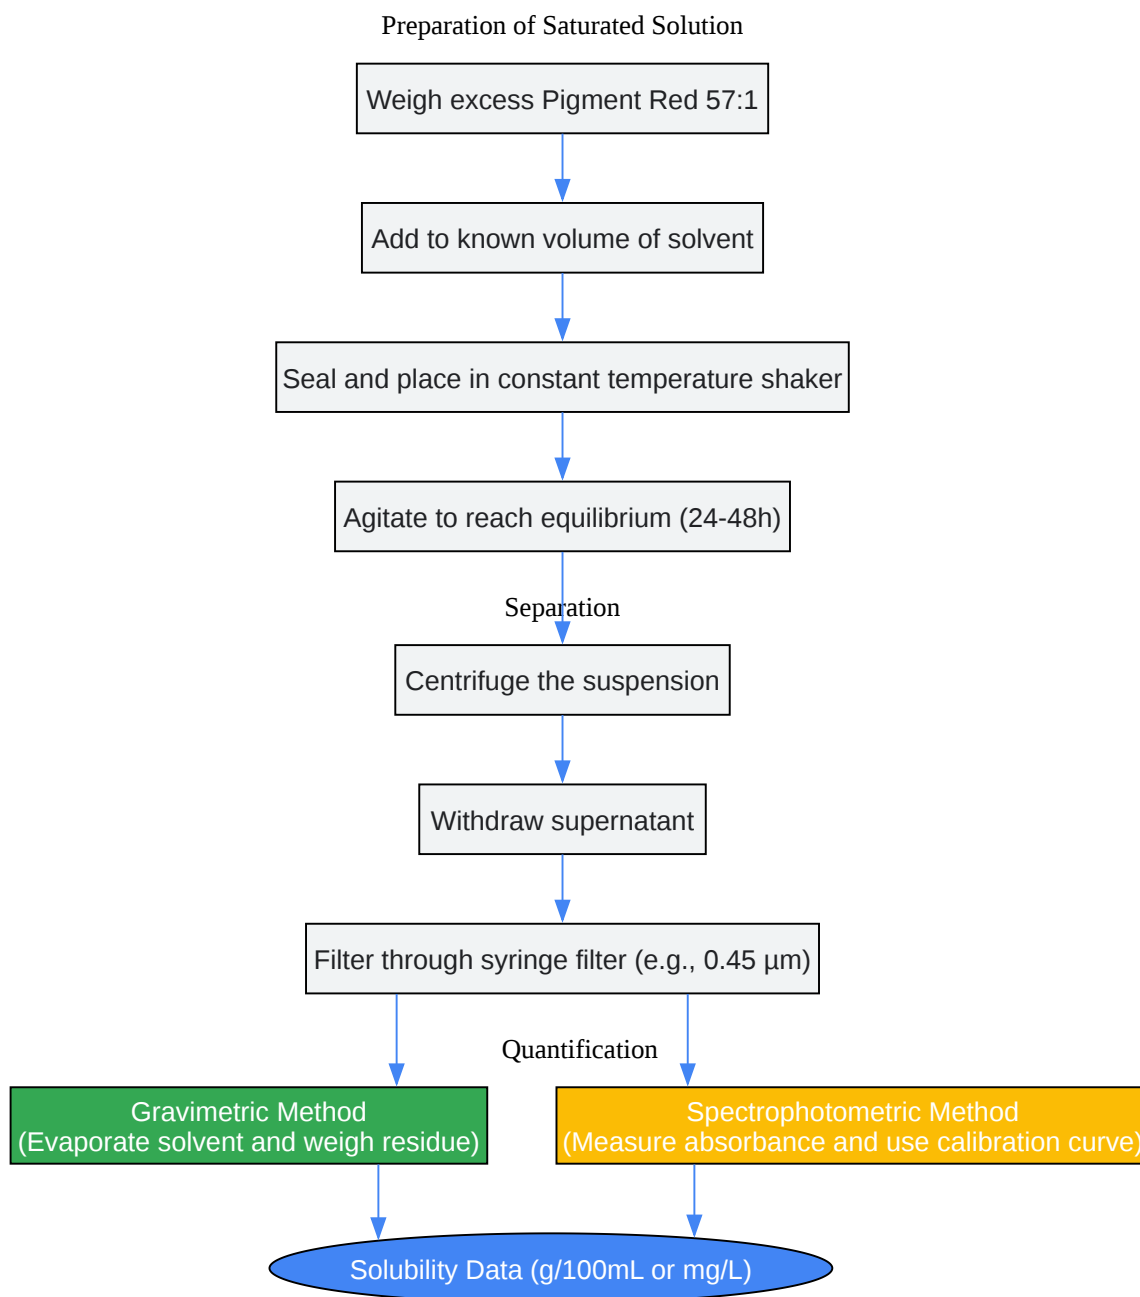 Preparation of Saturated Solution
Weigh excess Pigment Red 57:1
Add to known volume of solvent
Seal and place in constant temperature shaker
Agitate to reach equilibrium (24-48h)
Separation
Centrifuge the suspension
Withdraw supernatant
Filter through syringe filter (e.g., 0.45 µm)
Quantification
Gravimetric Method
(Evaporate solvent and weigh residue)
Spectrophotometric Method
(Measure absorbance and use calibration curve)
Solubility Data (g/100mL or mg/L)